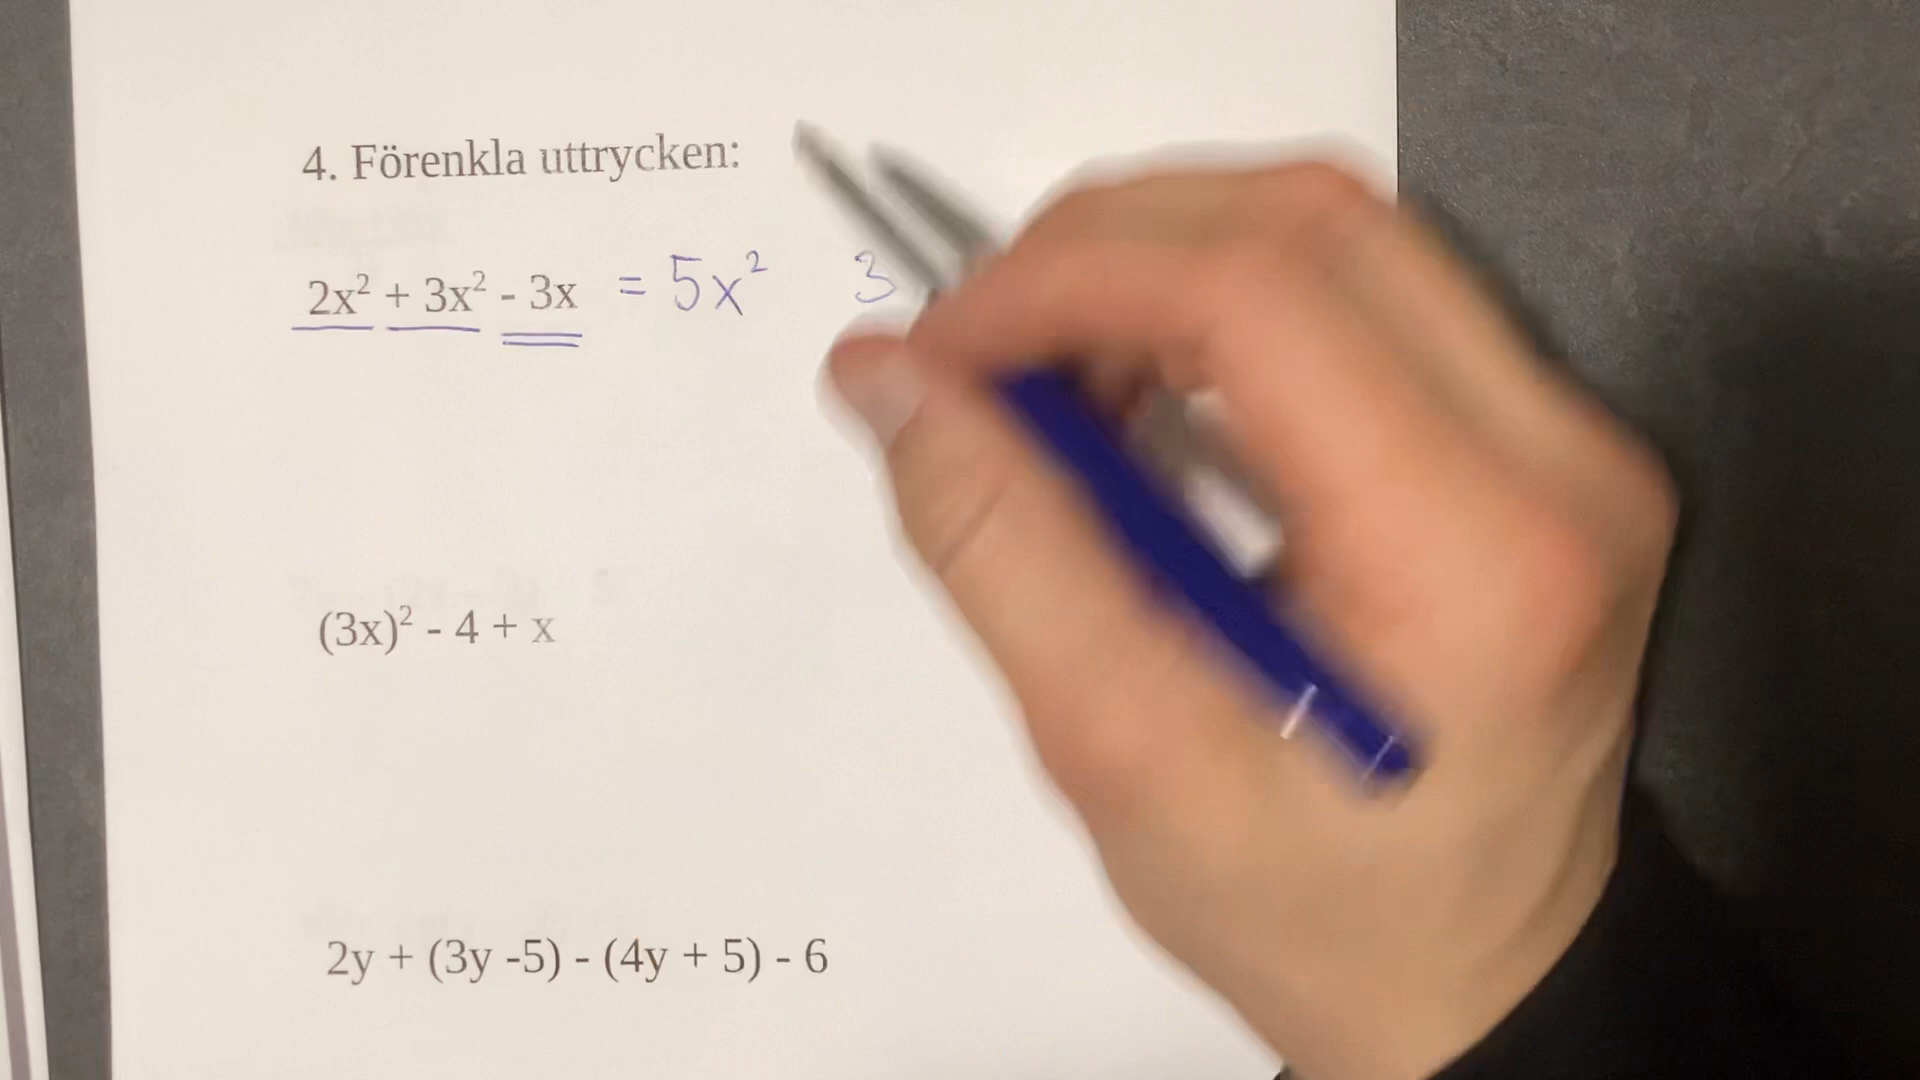 4. Förenkla uttrycken:
2x² + 3x² - 3x = 5x² 3
(3x)² - 4 + x
2y + (3y -5) - (4y + 5) - 6